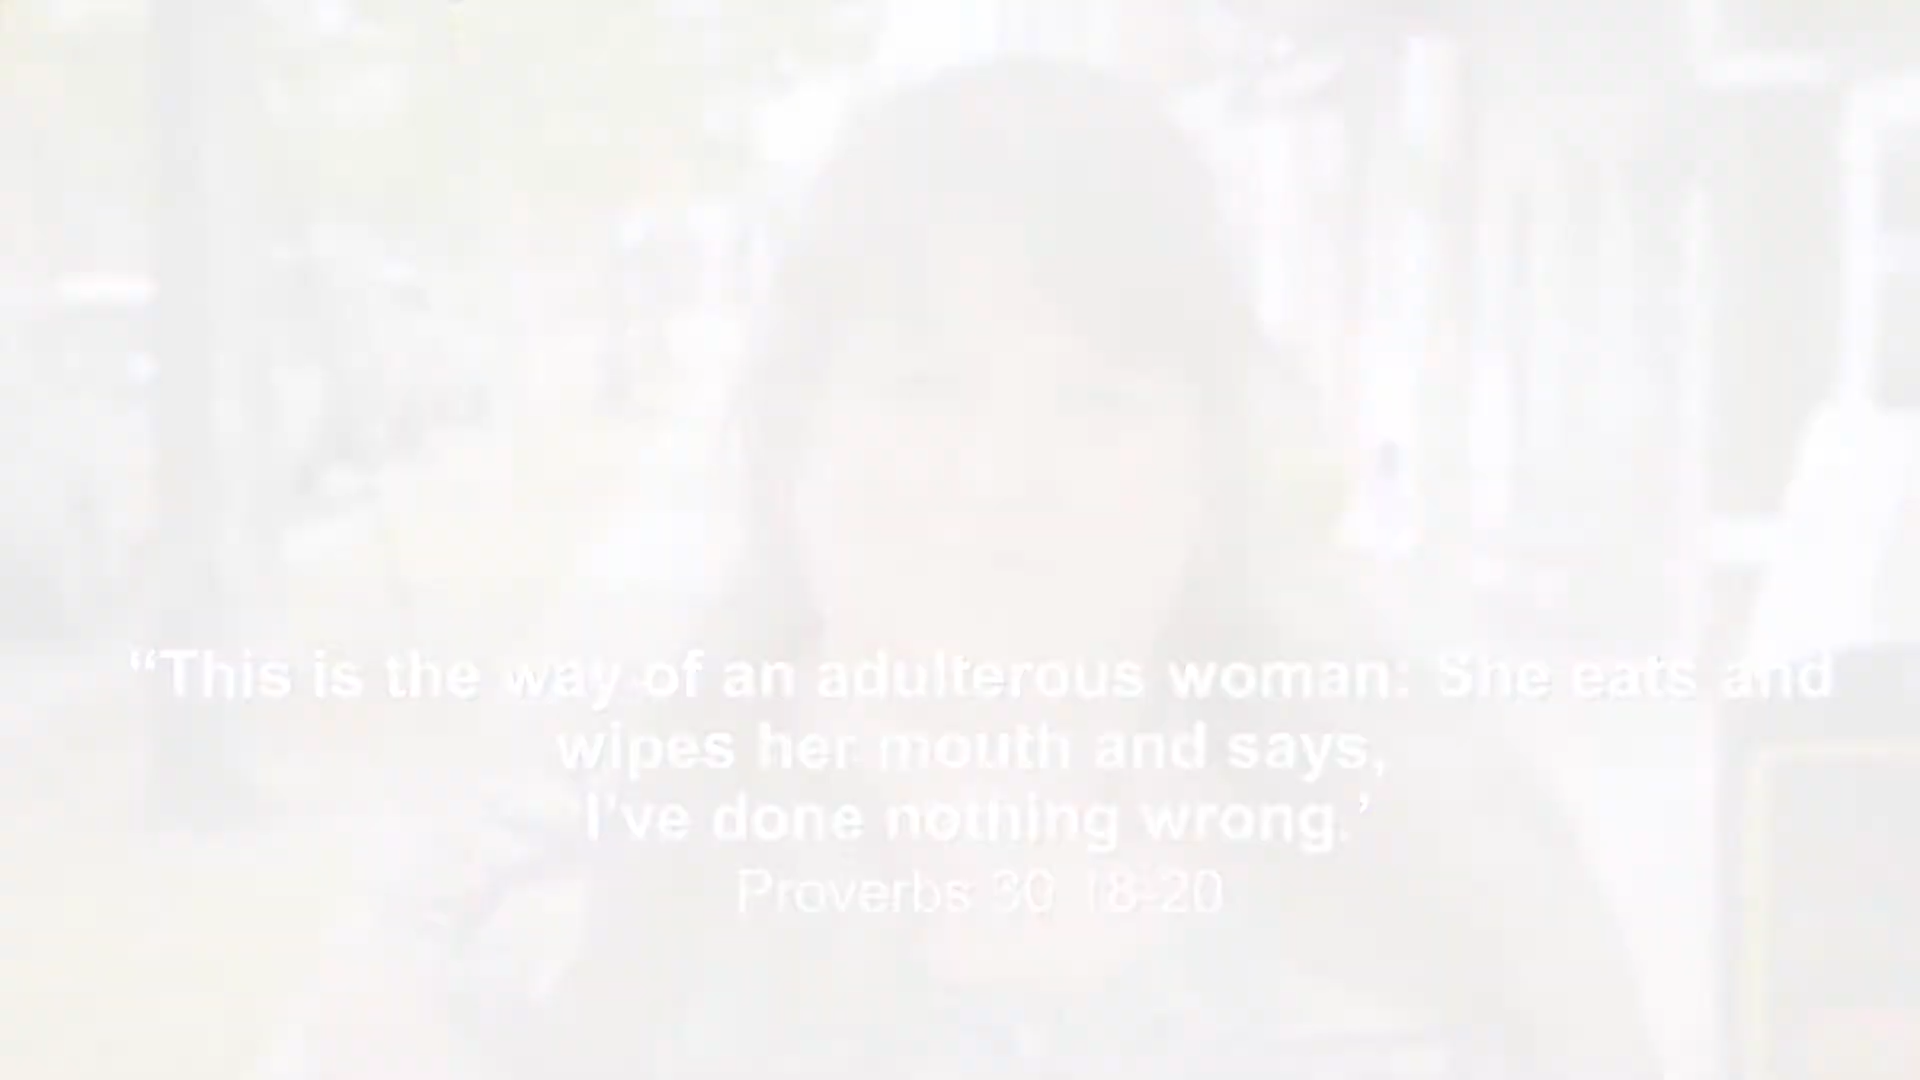 “This is the way of an adulterous woman: She eats and
wipes her mouth and says,
I've done nothing wrong.’
Proverbs 30 18-20